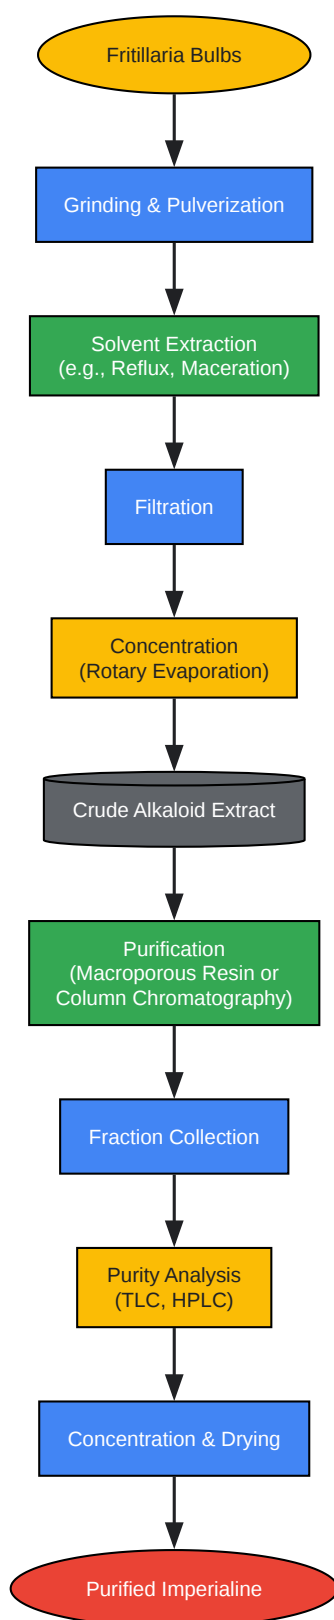 Fritillaria Bulbs
Grinding & Pulverization
Solvent Extraction
(e.g., Reflux, Maceration)
Filtration
Concentration
(Rotary Evaporation)
Crude Alkaloid Extract
Purification
(Macroporous Resin or
Column Chromatography)
Fraction Collection
Purity Analysis
(TLC, HPLC)
Concentration & Drying
Purified Imperialine